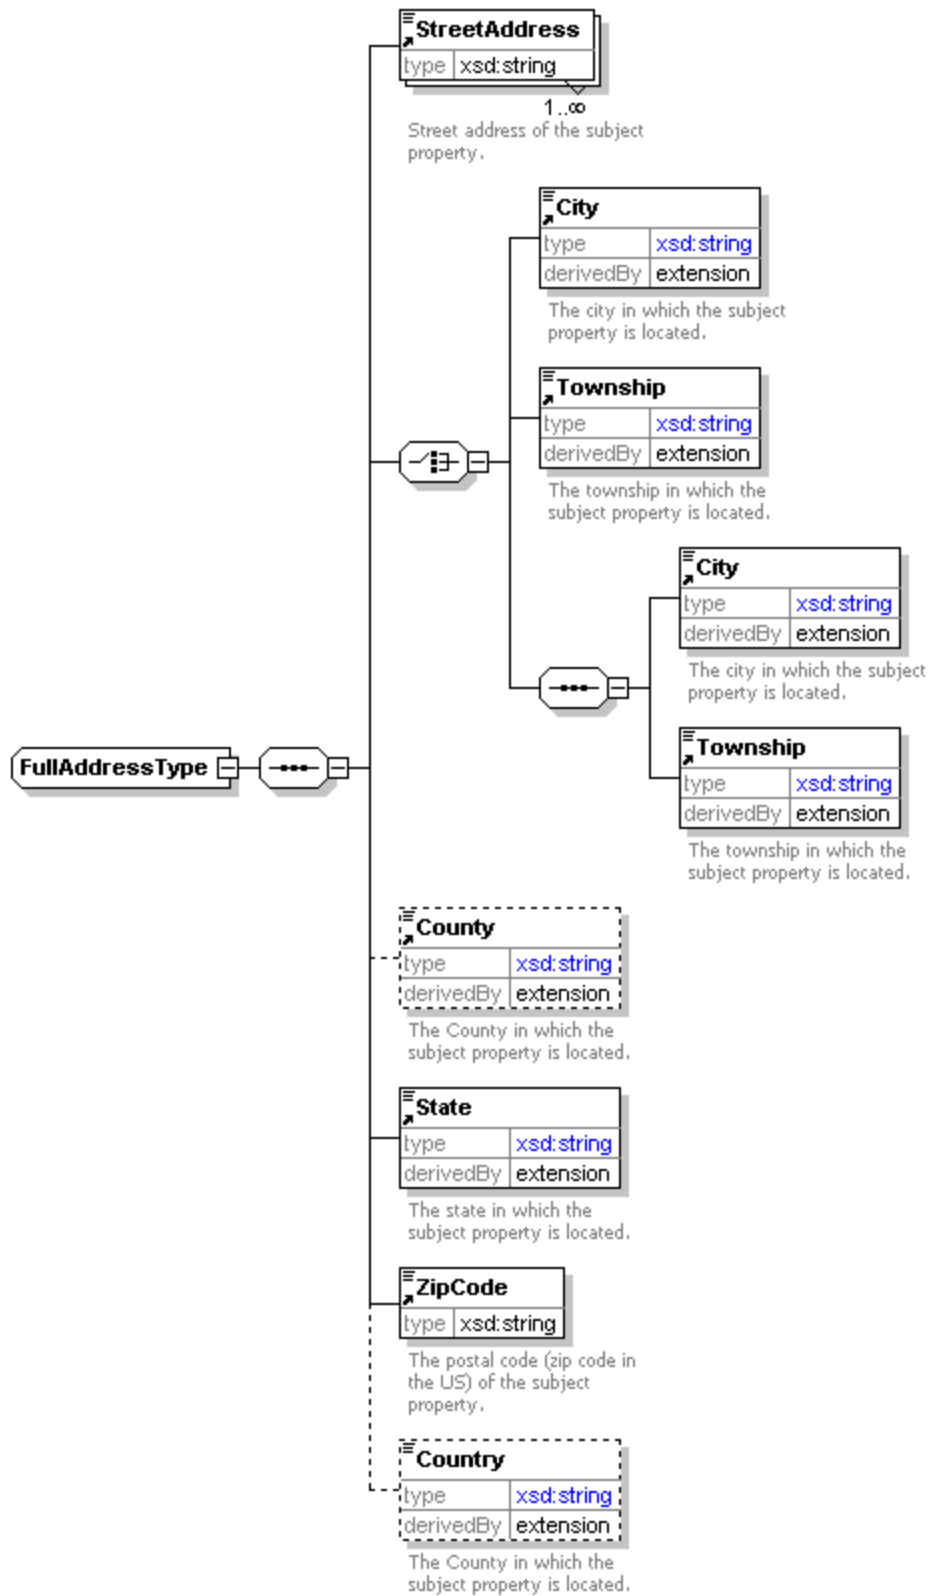 StreetAddress
type xsd:string
1..∞
Street address of the subject
property.
City
type xsd:string
derivedBy extension
The city in which the subject
property is located.
Township
type xsd:string
derivedBy extension
The township in which the
subject property is located.
City
type xsd:string
derivedBy extension
The city in which the subject
property is located.
Township
type xsd:string
derivedBy extension
The township in which the
subject property is located.
FullAddressType
County
type xsd:string
derivedBy extension
The County in which the
subject property is located.
State
type xsd:string
derivedBy extension
The state in which the
subject property is located.
ZipCode
type xsd:string
The postal code (zip code in
the US) of the subject
property.
Country
type xsd:string
derivedBy extension
The County in which the
subject property is located.